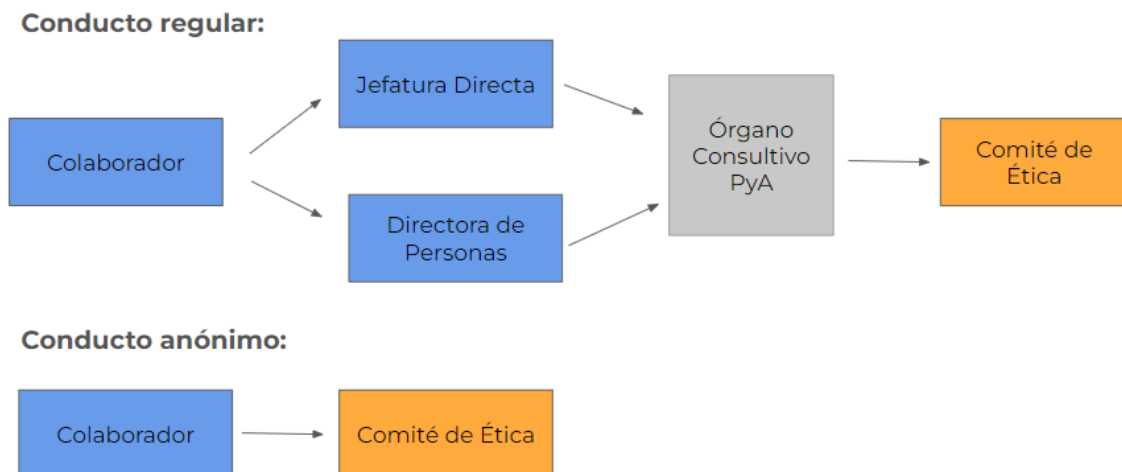 Conducto regular:
Jefatura Directa
Colaborador
Órgano
Consultivo
PyA
Comité de
Ética
Directora de
Personas
Conducto anónimo:
Colaborador
Comité de Ética